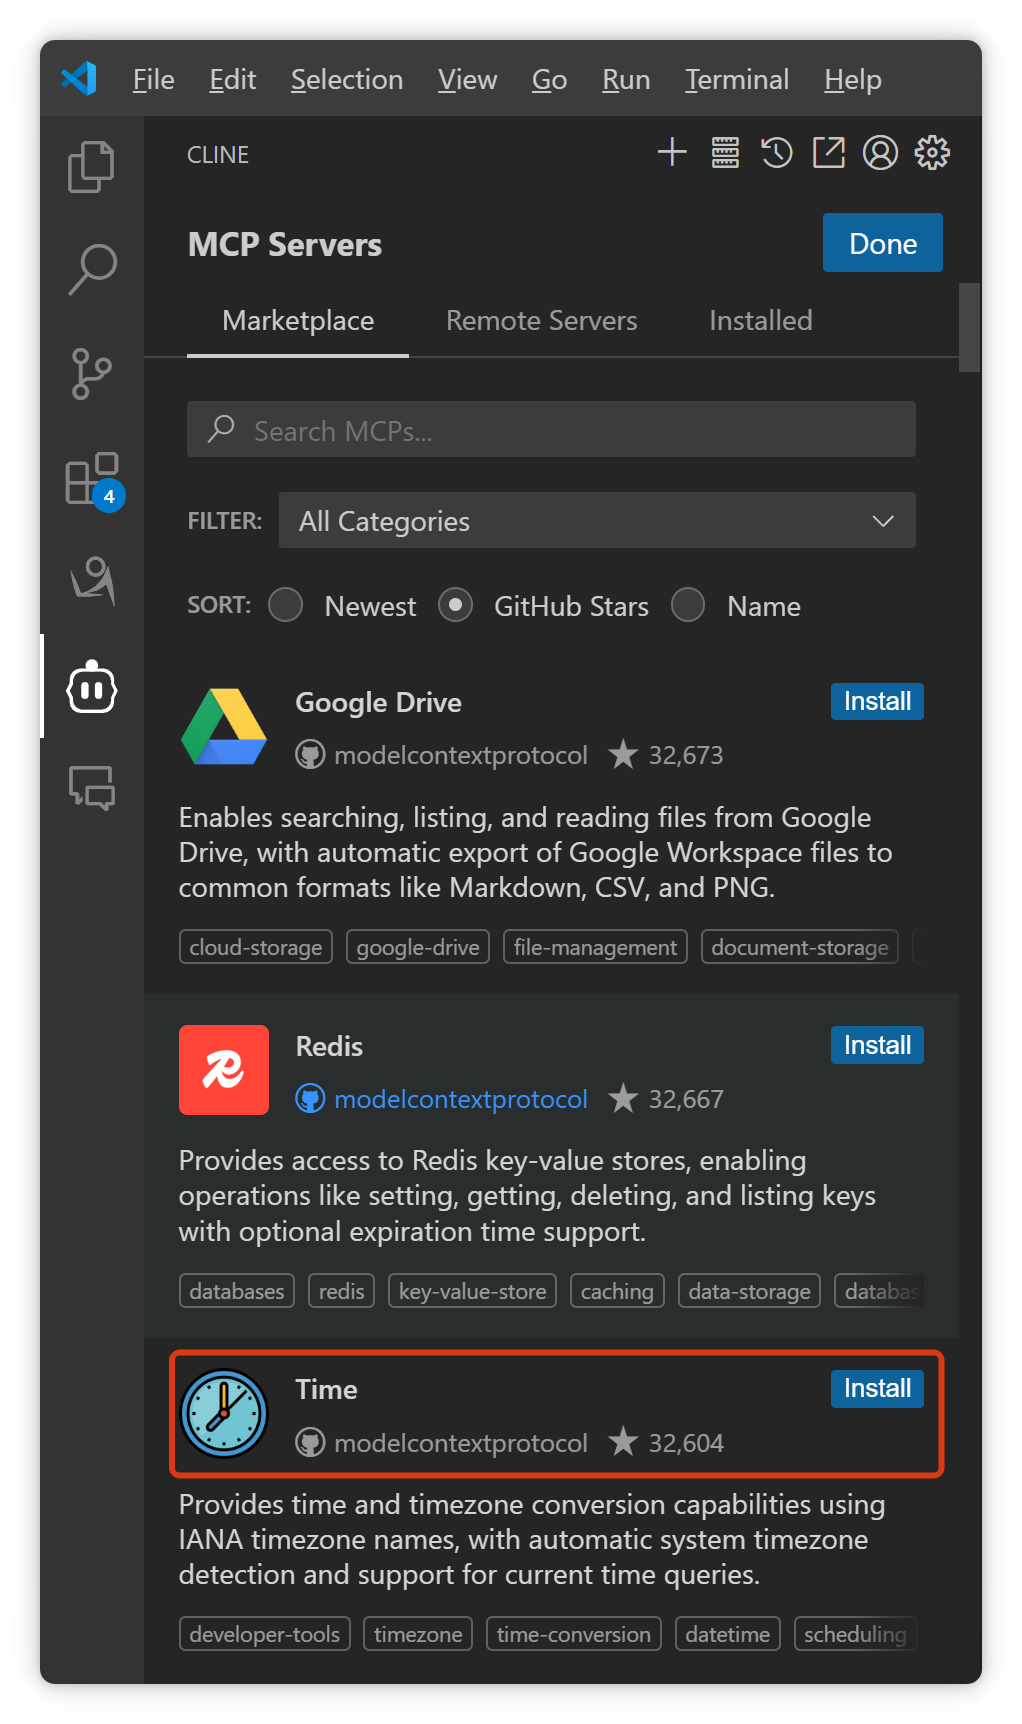 File Edit Selection View Go Run Terminal Help
CLINE
MCP Servers
Done
Marketplace Remote Servers Installed
Search MCPs...
FILTER: All Categories
SORT: Newest GitHub Stars Name
Google Drive
Install
modelcontextprotocol ★ 32,673
Enables searching, listing, and reading files from Google
Drive, with automatic export of Google Workspace files to
common formats like Markdown, CSV, and PNG.
cloud-storage google-drive file-management document-storage
Redis
Install
modelcontextprotocol ★ 32,667
Provides access to Redis key-value stores, enabling
operations like setting, getting, deleting, and listing keys
with optional expiration time support.
databases redis key-value-store caching data-storage databas
4
Time
Install
modelcontextprotocol ★ 32,604
Provides time and timezone conversion capabilities using
IANA timezone names, with automatic system timezone
detection and support for current time queries.
developer-tools timezone time-conversion datetime scheduling